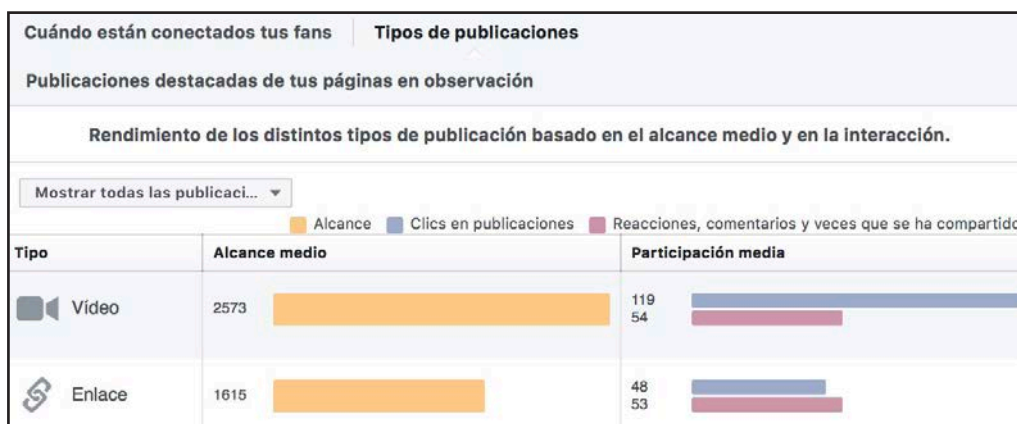 Cuándo están conectados tus fans Tipos de publicaciones
Publicaciones destacadas de tus páginas en observación
Rendimiento de los distintos tipos de publicación basado en el alcance medio y en la interacción.
Mostrar todas las publicaci...
Alcance Clics en publicaciones Reacciones, comentarios y veces que se ha compartido
Tipo Alcance medio Participación media
Vídeo 2573 119
54
Enlace 1615 48
53